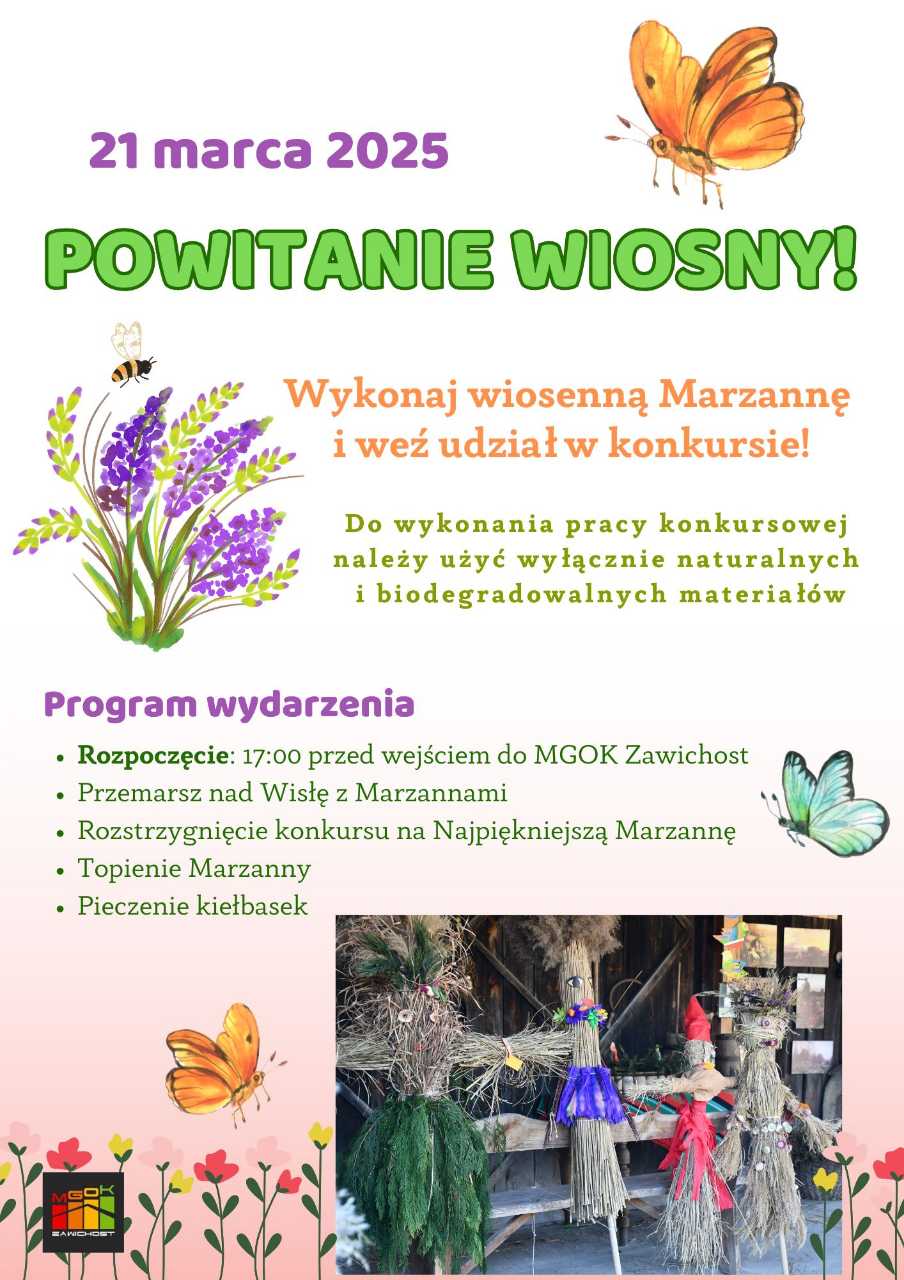 21 marca 2025
POWITANIE WIOSNY!
Wykonaj wiosenną Marzannę
i weź udział w konkursie!
Do wykonania pracy konkursowej
należy użyć wyłącznie naturalnych
i biodegradowalnych materiałów
Program wydarzenia
• Rozpoczęcie: 17:00 przed wejściem do MGOK Zawichost
• Przemarsz nad Wisłę z Marzannami
• Rozstrzygnięcie konkursu na Najpiękniejszą Marzannę
• Topienie Marzanny
• Pieczenie kiełbasek
MGOK
ZAWICHOST